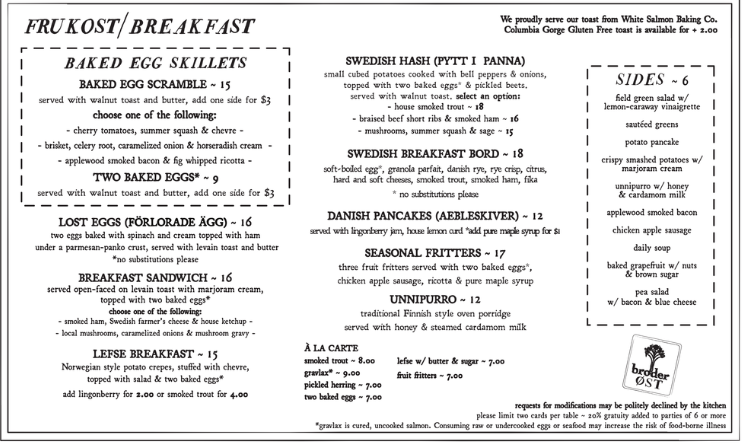 FRUKOST/BREAKFAST
We proudly serve our toast from White Salmon Baking Co.
Columbia Gorge Gluten Free toast is available for + 2.00
BAKED EGG SKILLETS
BAKED EGG SCRAMBLE ~ 15
served with walnut toast and butter, add one side for $3
choose one of the following:
- cherry tomatoes, summer squash & chevre -
- brisket, celery root, caramelized onion & horseradish cream -
- applewood smoked bacon & fig whipped ricotta -
TWO BAKED EGGS* ~ 9
served with walnut toast and butter, add one side for $3
LOST EGGS (FÖRLORADE ÄGG) ~ 16
two eggs baked with spinach and cream topped with ham
under a parmesan-panko crust, served with levain toast and butter
*no substitutions please
BREAKFAST SANDWICH ~ 16
served open-faced on levain toast with marjoram cream,
topped with two baked eggs*
choose one of the following:
- smoked ham, Swedish farmer's cheese & house ketchup -
- local mushrooms, caramelized onions & mushroom gravy -
LEFSE BREAKFAST ~ 15
Norwegian style potato crepes, stuffed with chevre,
topped with salad & two baked eggs*
add lingonberry for 2.00 or smoked trout for 4.00
SWEDISH HASH (PYTT I PANNA)
small cubed potatoes cooked with bell peppers & onions,
topped with two baked eggs* & pickled beets.
served with walnut toast. select an option:
- house smoked trout ~ 18
- braised beef short ribs & smoked ham ~ 16
- mushrooms, summer squash & sage ~ 15
SWEDISH BREAKFAST BORD ~ 18
soft-boiled egg*, granola parfait, danish rye, rye crisp, citrus,
hard and soft cheeses, smoked trout, smoked ham, fika
* no substitutions please
DANISH PANCAKES (AEBLESKIVER) ~ 12
served with lingonberry jam, house lemon curd *add pure maple syrup for $1
SEASONAL FRITTERS ~ 17
three fruit fritters served with two baked eggs*,
chicken apple sausage, ricotta & pure maple syrup
UNNIPURRO ~ 12
traditional Finnish style oven porridge
served with honey & steamed cardamom milk
À LA CARTE
smoked trout ~ 8.00
gravlax* ~ 9.00
pickled herring ~ 7.00
two baked eggs ~ 7.00
lefse w/ butter & sugar ~ 7.00
fruit fritters ~ 7.00
SIDES ~ 6
field green salad w/
lemon-caraway vinaigrette
sautéed greens
potato pancake
crispy smashed potatoes w/
marjoram cream
unnipurro w/ honey
& cardamom milk
applewood smoked bacon
chicken apple sausage
daily soup
baked grapefruit w/ nuts
& brown sugar
pea salad
w/ bacon & blue cheese
broder
ØST
requests for modifications may be politely declined by the kitchen
please limit two cards per table ~ 20% gratuity added to parties of 6 or more
*gravlax is cured, uncooked salmon. Consuming raw or undercooked eggs or seafood may increase the risk of food-borne illness